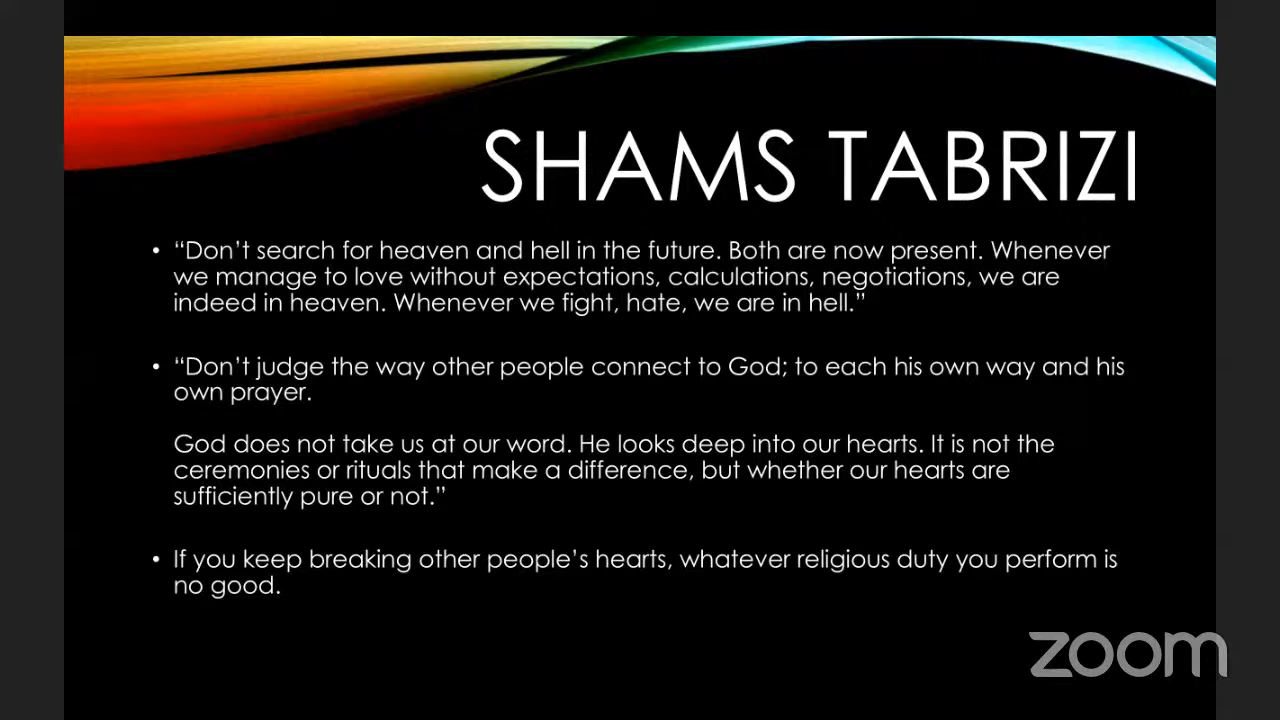 SHAMS TABRIZI
• “Don’t search for heaven and hell in the future. Both are now present. Whenever
we manage to love without expectations, calculations, negotiations, we are
indeed in heaven. Whenever we fight, hate, we are in hell.”
• “Don’t judge the way other people connect to God; to each his own way and his
own prayer.
God does not take us at our word. He looks deep into our hearts. It is not the
ceremonies or rituals that make a difference, but whether our hearts are
sufficiently pure or not.”
• If you keep breaking other people’s hearts, whatever religious duty you perform is
no good.
zoom